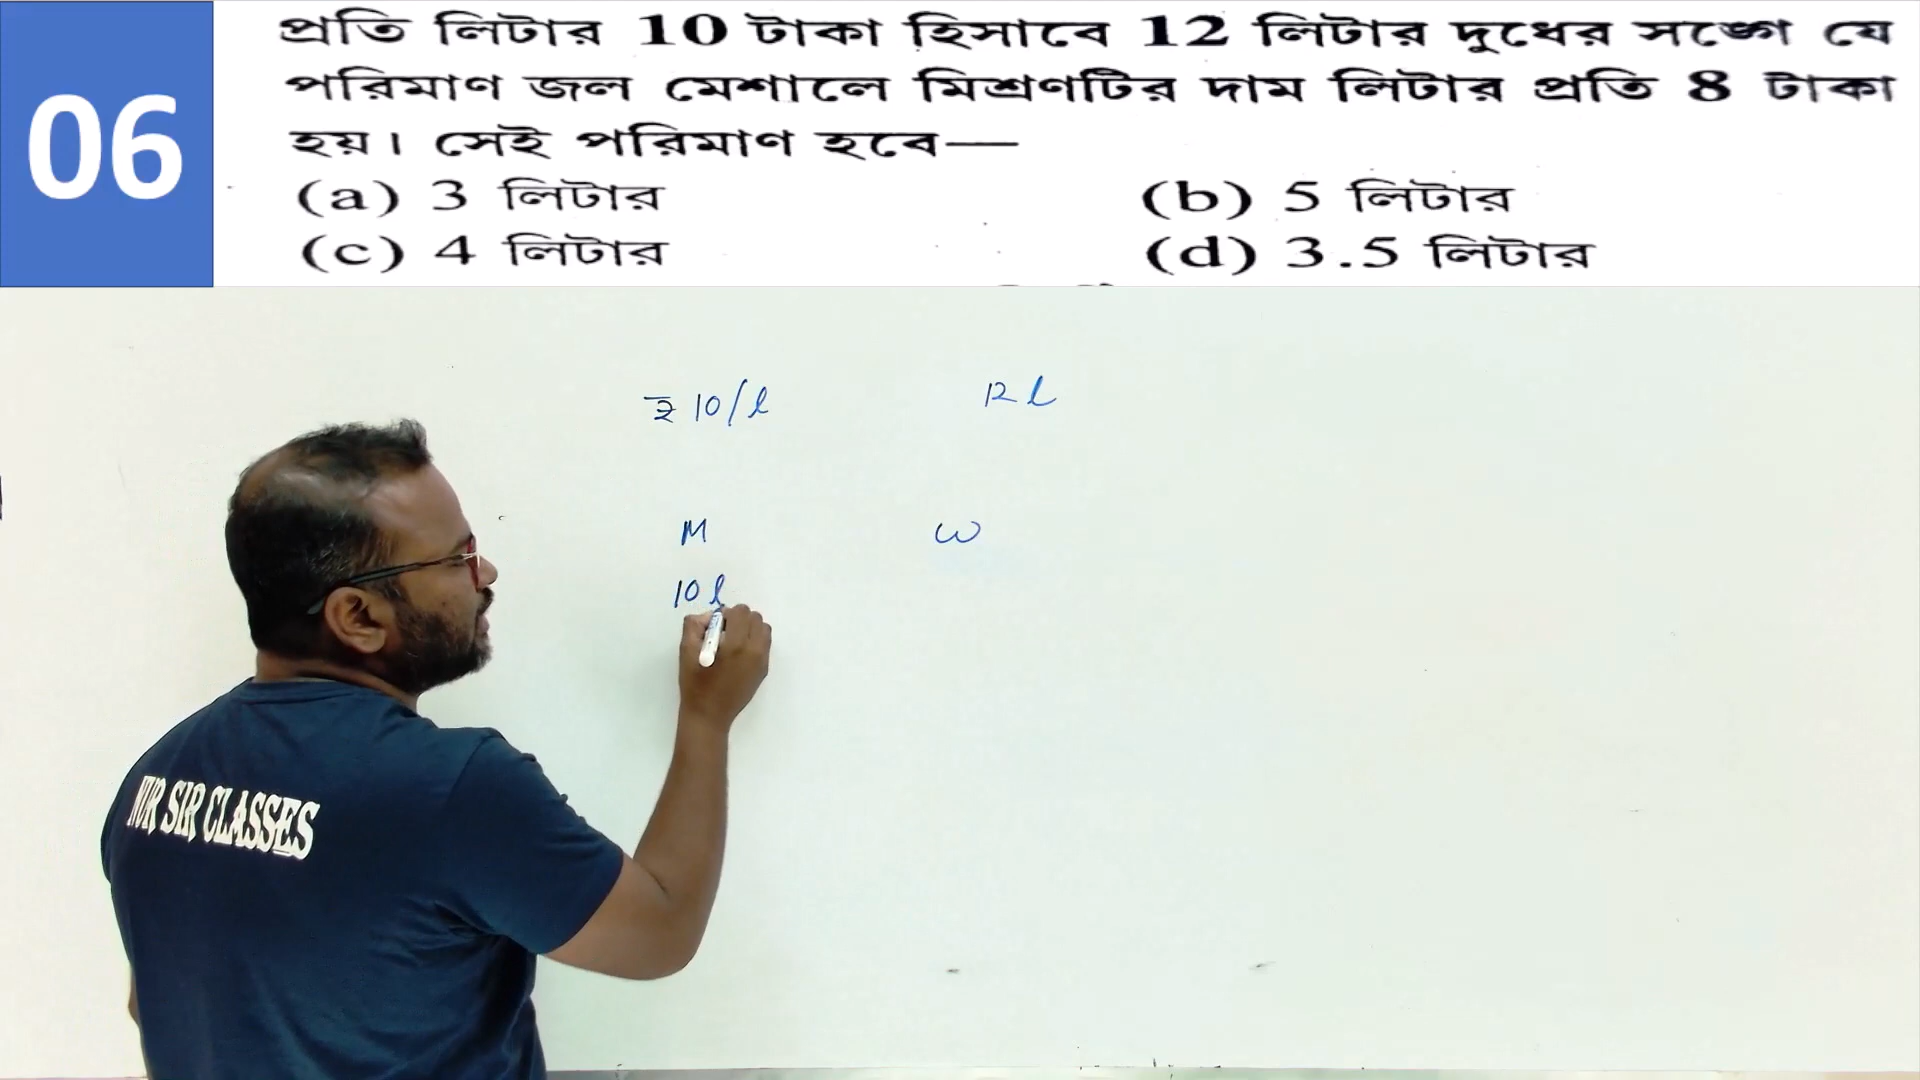 06
প্রতি লিটার 10 টাকা হিসাবে 12 লিটার দুধের সঙ্গে যে
পরিমাণ জল মেশালে মিশ্রণটির দাম লিটার প্রতি 8 টাকা
হয়। সেই পরিমাণ হবে—
(a) 3 লিটার (b) 5 লিটার
(c) 4 লিটার (d) 3.5 লিটার
₹ 10/l 12 l
M W
10 l
NUR SIR CLASSES